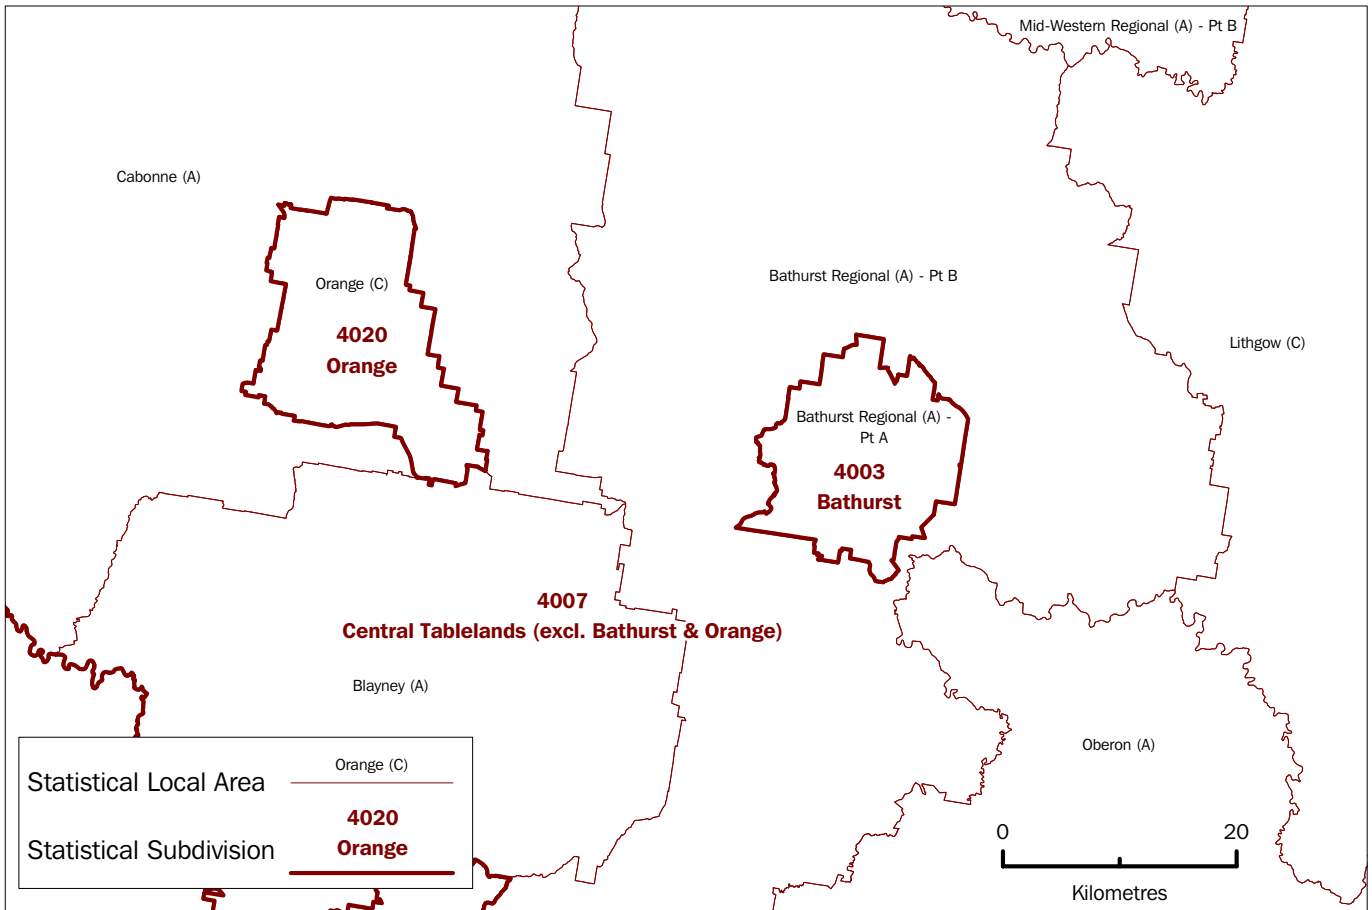 Mid-Western Regional (A) - Pt B
Cabonne (A)
Bathurst Regional (A) - Pt B
Orange (C)
4020
Orange
Lithgow (C)
Bathurst Regional (A) -
Pt A
4003
Bathurst
4007
Central Tablelands (excl. Bathurst & Orange)
Blayney (A)
Oberon (A)
Statistical Local Area
Orange (C)
Statistical Subdivision
4020
Orange
0 20
Kilometres